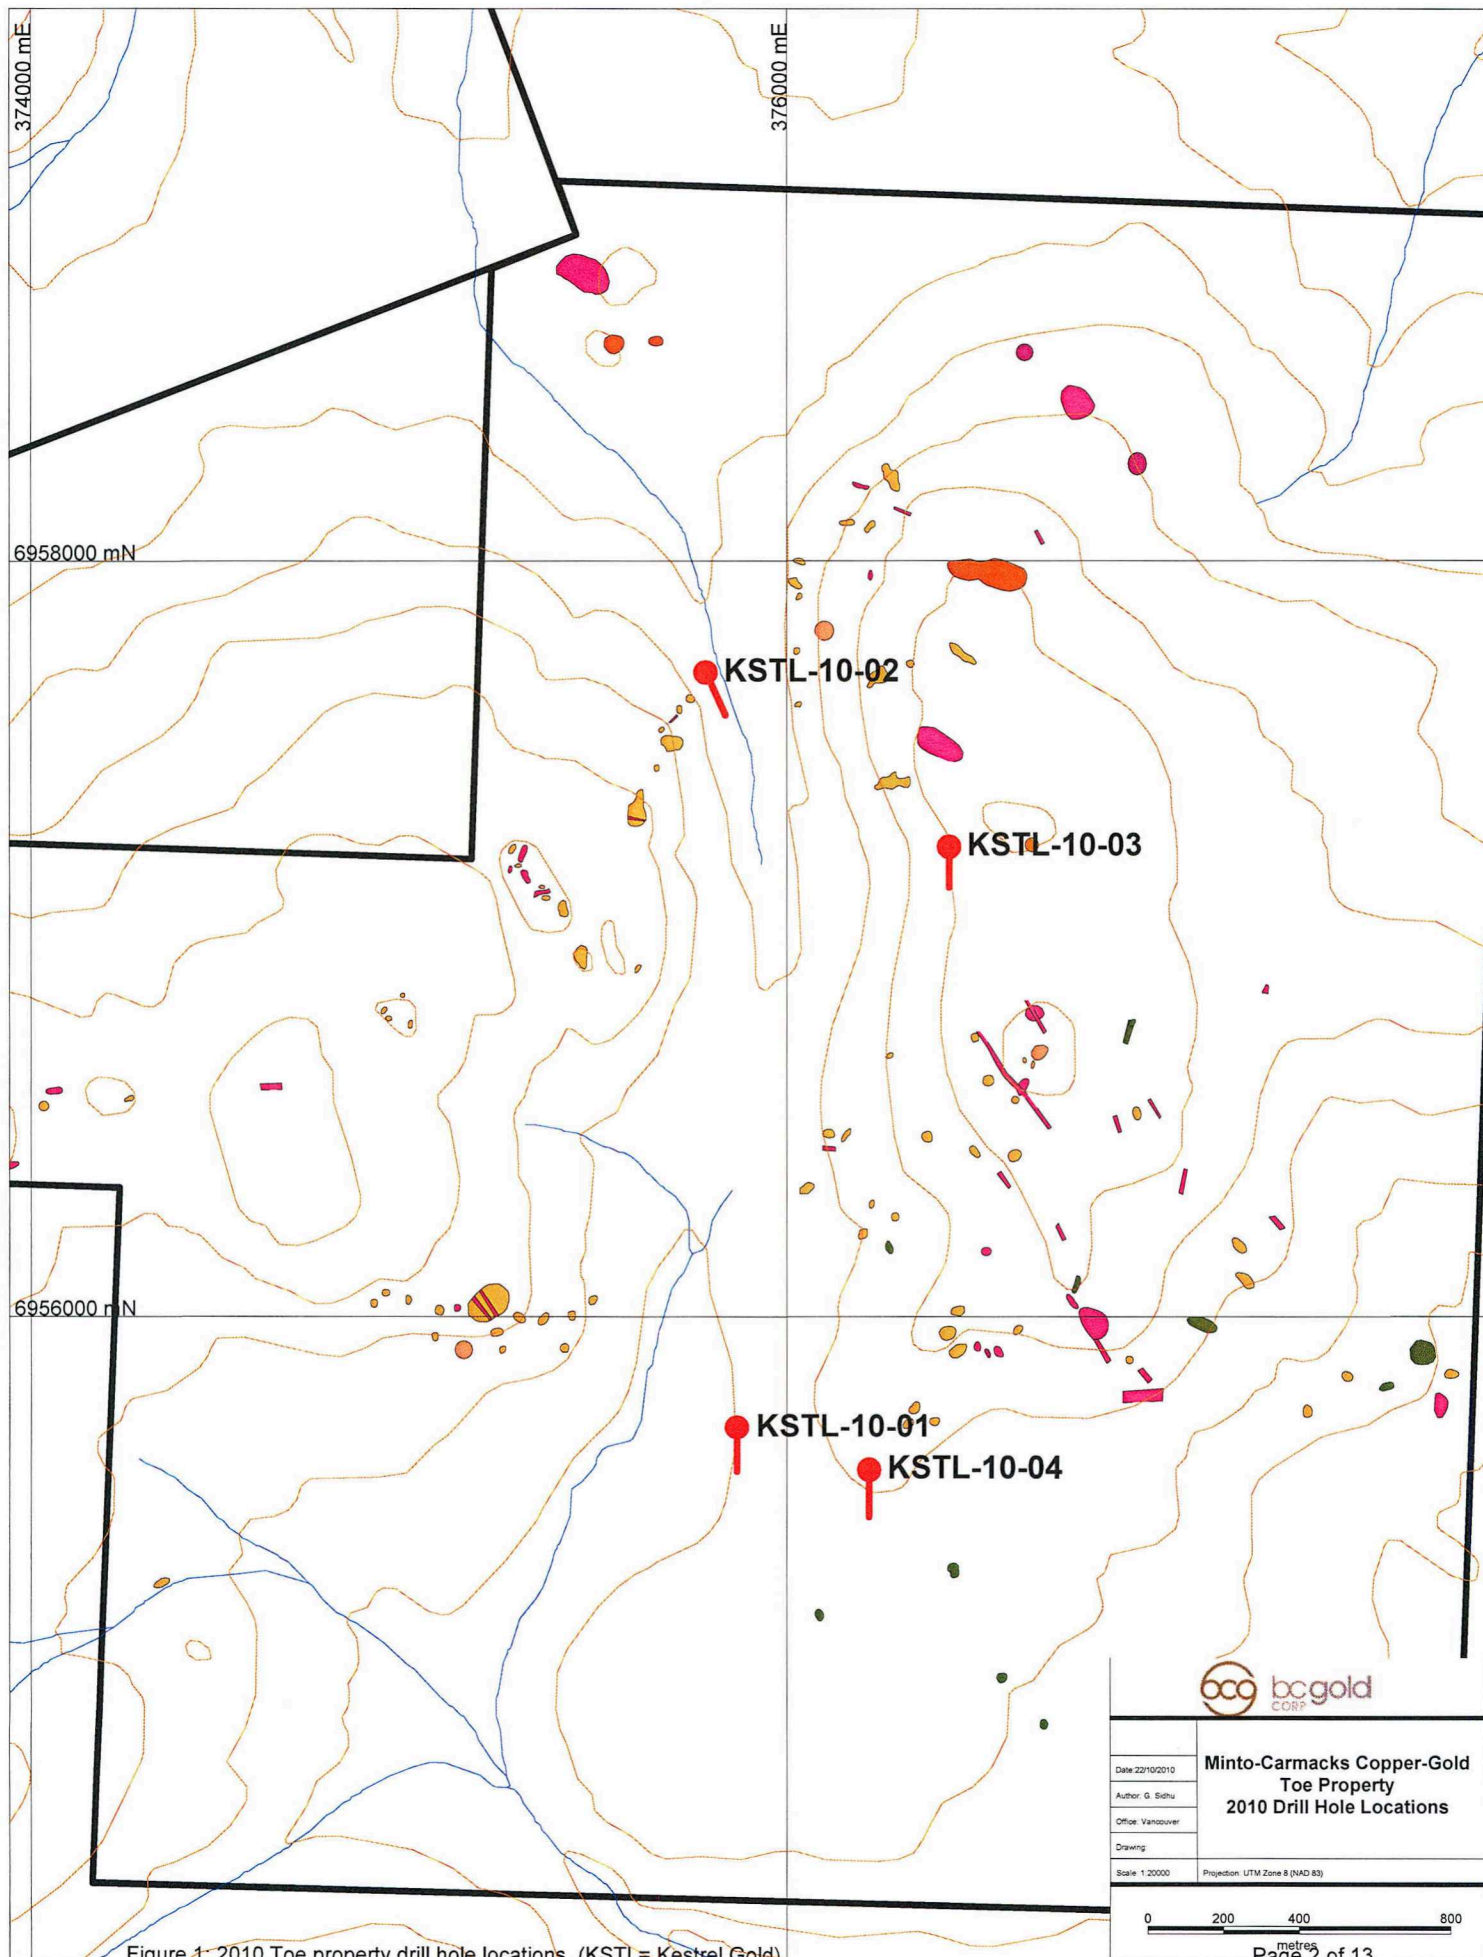 374000 mE
376000 mE
6958000 mN
KSTL-10-02
KSTL-10-03
6956000 mN
KSTL-10-01
KSTL-10-04
bcg bcgold
CORP
Minto-Carmacks Copper-Gold
Toe Property
2010 Drill Hole Locations
Date:22/10/2010
Author: G. Sidhu
Office: Vancouver
Drawing:
Scale: 1:20000
Projection: UTM Zone 8 (NAD 83)
0 200 400 800
metres
Figure 1: 2010 Toe property drill hole locations. (KSTL= Kestrel Gold)
Page 2 of 13